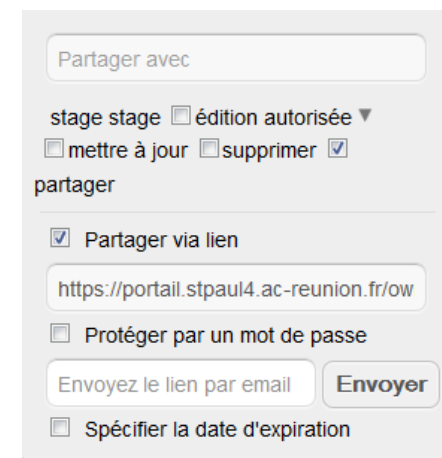 Partager avec
stage stage édition autorisée
mettre à jour supprimer
partager
Partager via lien
https://portail.stpaul4.ac-reunion.fr/ow
Protéger par un mot de passe
Envoyez le lien par email Envoyer
Spécifier la date d'expiration